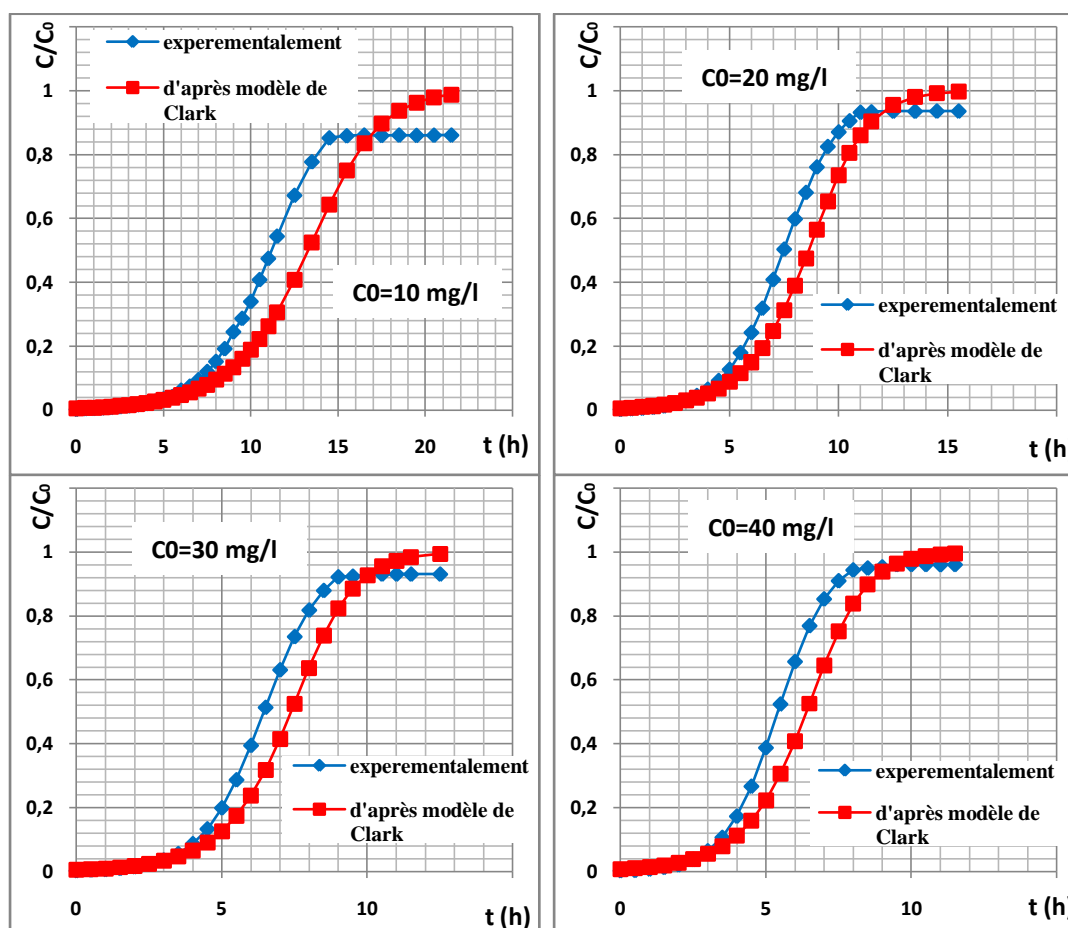 C/C₀
experementalement
d'après modèle de
Clark
1
0,8
0,6
0,4
0,2
0
C0=10 mg/l
0
5
10
15
20
t (h)
C/C₀
C0=20 mg/l
1
0,8
0,6
0,4
0,2
0
experementalement
d'après modèle de
Clark
0
5
10
15
t (h
C/C₀
C0=30 mg/l
1
0,8
0,6
0,4
0,2
0
experementalement
d'après modèle de
Clark
0
5
10
t (h)
C/C₀
C0=40 mg/l
1
0,8
0,6
0,4
0,2
0
experementalement
d'après modèle de
Clark
0
5
10
t (h)